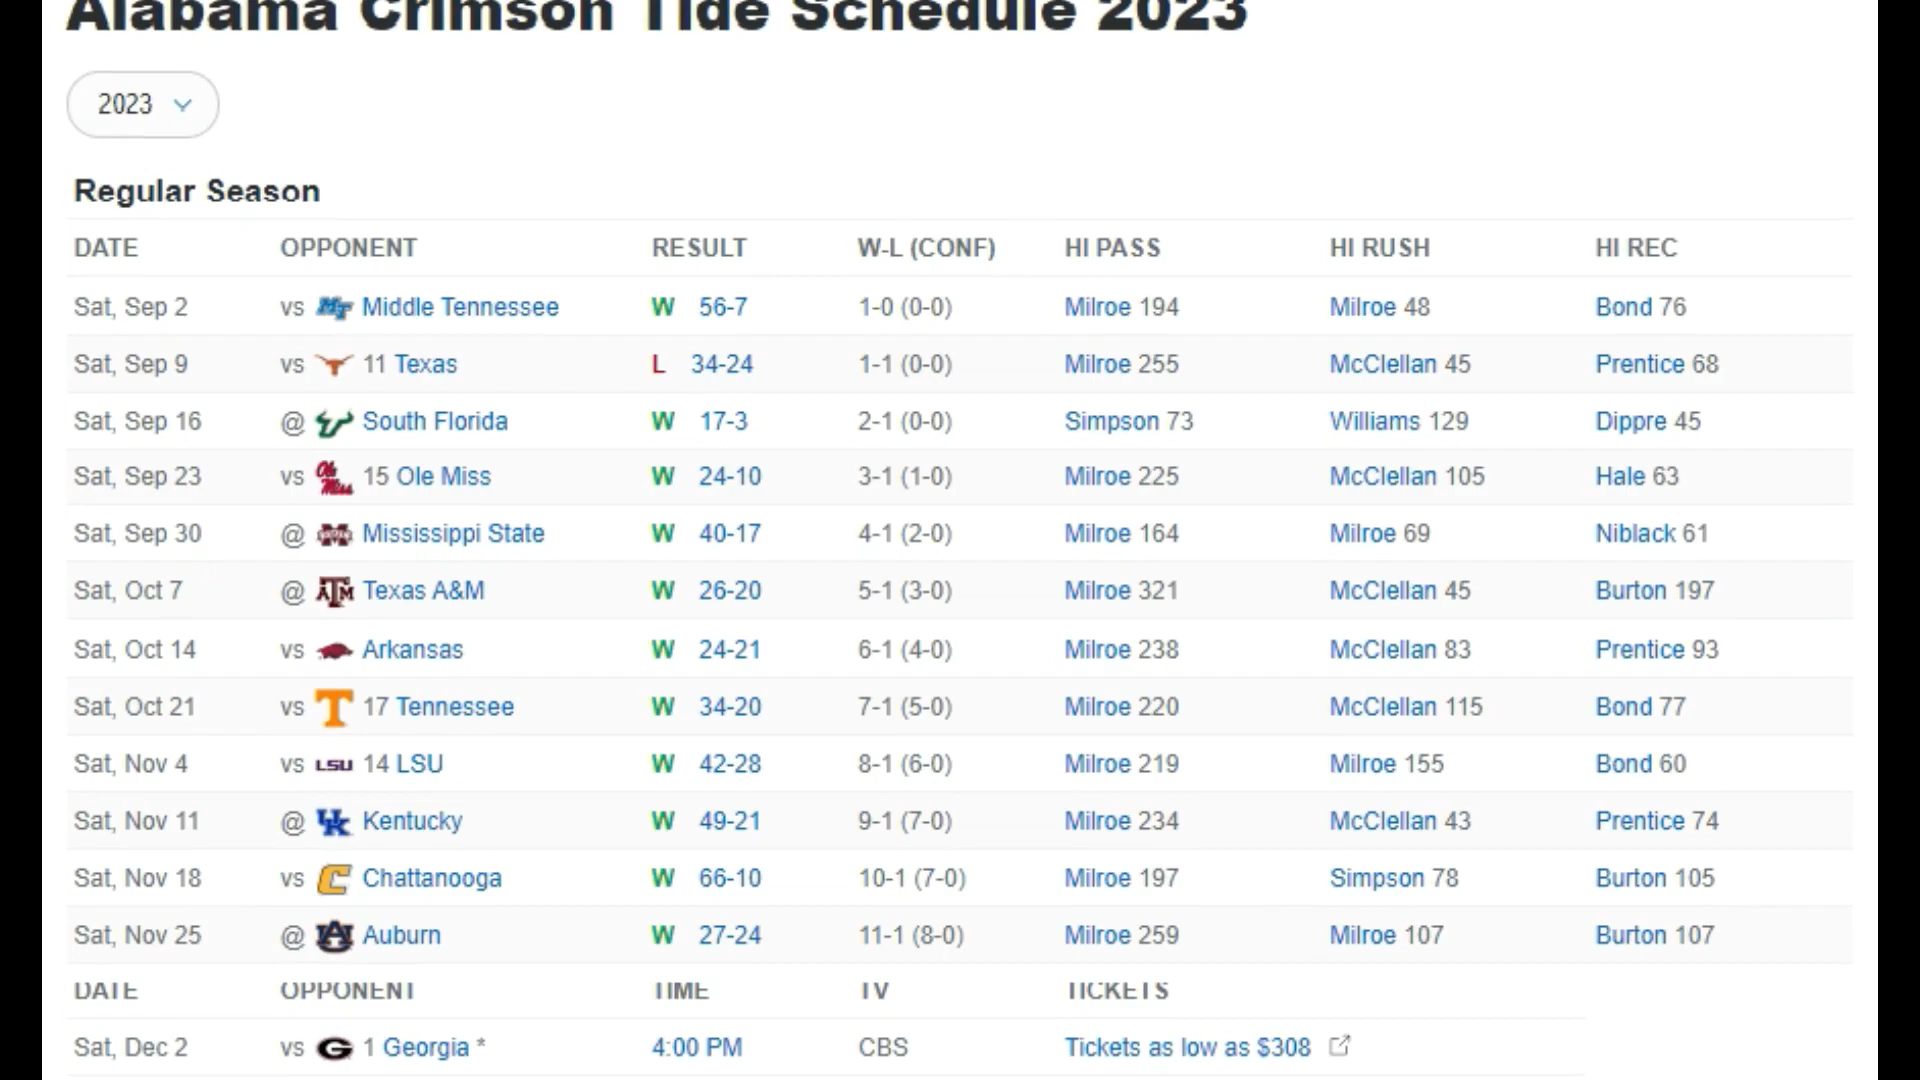 Alabama Crimson Tide Schedule 2023
2023
Regular Season
DATE OPPONENT RESULT W-L (CONF) HI PASS HI RUSH HI REC
Sat, Sep 2 vs MT Middle Tennessee W 56-7 1-0 (0-0) Milroe 194 Milroe 48 Bond 76
Sat, Sep 9 vs 11 Texas L 34-24 1-1 (0-0) Milroe 255 McClellan 45 Prentice 68
Sat, Sep 16 @ South Florida W 17-3 2-1 (0-0) Simpson 73 Williams 129 Dippre 45
Sat, Sep 23 vs Ole Miss 15 Ole Miss W 24-10 3-1 (1-0) Milroe 225 McClellan 105 Hale 63
Sat, Sep 30 @ Mississippi State W 40-17 4-1 (2-0) Milroe 164 Milroe 69 Niblack 61
Sat, Oct 7 @ ATM Texas A&M W 26-20 5-1 (3-0) Milroe 321 McClellan 45 Burton 197
Sat, Oct 14 vs Arkansas W 24-21 6-1 (4-0) Milroe 238 McClellan 83 Prentice 93
Sat, Oct 21 vs T 17 Tennessee W 34-20 7-1 (5-0) Milroe 220 McClellan 115 Bond 77
Sat, Nov 4 vs LSU 14 LSU W 42-28 8-1 (6-0) Milroe 219 Milroe 155 Bond 60
Sat, Nov 11 @ UK Kentucky W 49-21 9-1 (7-0) Milroe 234 McClellan 43 Prentice 74
Sat, Nov 18 vs C Chattanooga W 66-10 10-1 (7-0) Milroe 197 Simpson 78 Burton 105
Sat, Nov 25 @ AU Auburn W 27-24 11-1 (8-0) Milroe 259 Milroe 107 Burton 107
DATE OPPONENT TIME TV TICKETS
Sat, Dec 2 vs G 1 Georgia * 4:00 PM CBS Tickets as low as $308